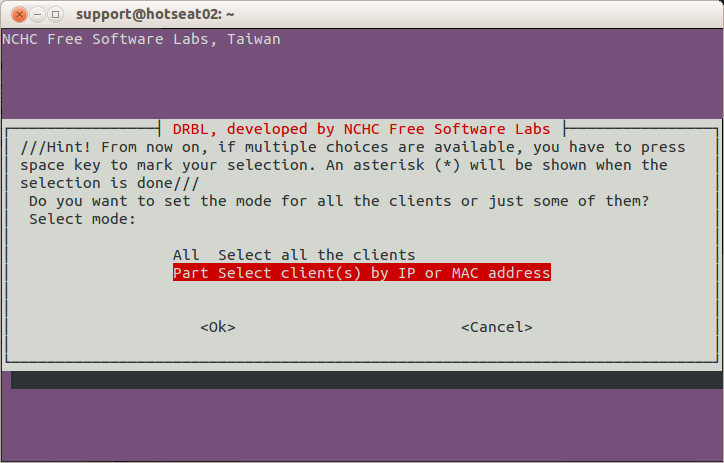 support@hotseat02: ~
NCHC Free Software Labs, Taiwan
DRBL, developed by NCHC Free Software Labs
///Hint! From now on, if multiple choices are available, you have to press
space key to mark your selection. An asterisk (*) will be shown when the
selection is done///
Do you want to set the mode for all the clients or just some of them?
Select mode:
All  Select all the clients
Part Select client(s) by IP or MAC address
<Ok> <Cancel>